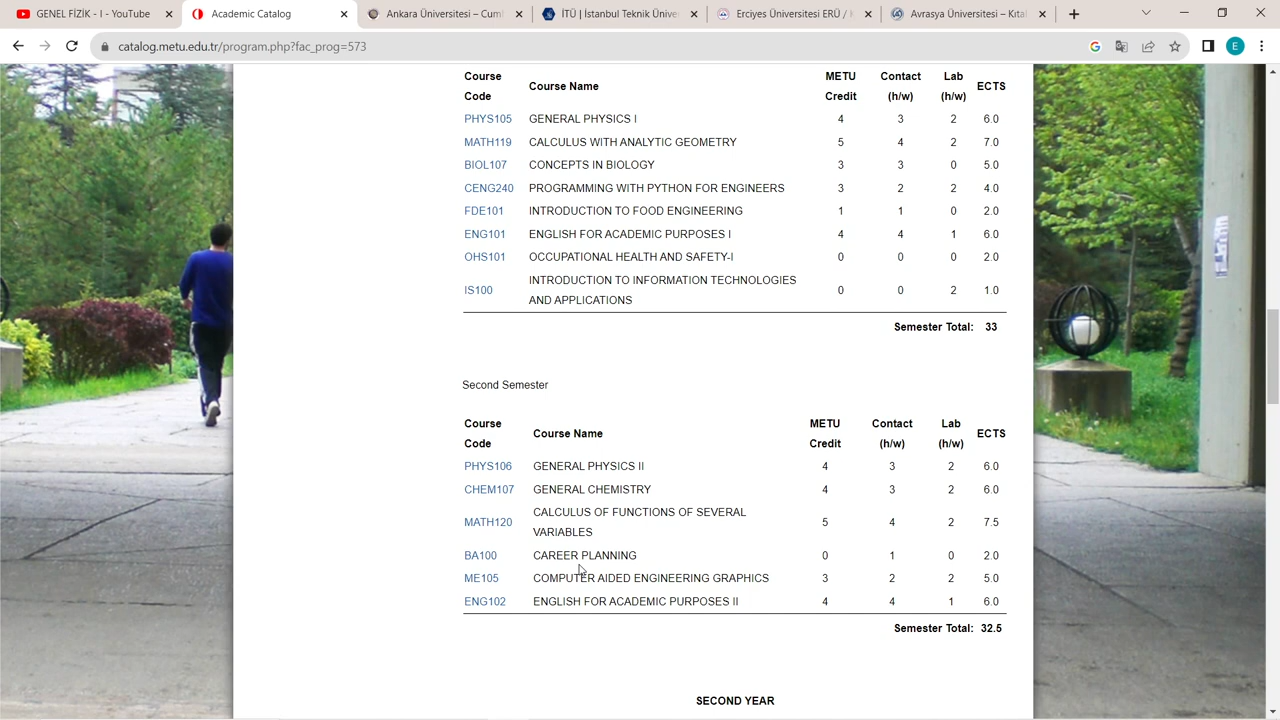 GENEL FİZİK - I - YouTube
Academic Catalog
Ankara Üniversitesi – Cum
İTÜ | İstanbul Teknik Ünive
Erciyes Üniversitesi ERÜ /
Avrasya Üniversitesi – Kita
catalog.metu.edu.tr/program.php?fac_prog=573
E
Course Code Course Name METU Credit Contact (h/w) Lab (h/w) ECTS
PHYS105 GENERAL PHYSICS I 4 3 2 6.0
MATH119 CALCULUS WITH ANALYTIC GEOMETRY 5 4 2 7.0
BIOL107 CONCEPTS IN BIOLOGY 3 3 0 5.0
CENG240 PROGRAMMING WITH PYTHON FOR ENGINEERS 3 2 2 4.0
FDE101 INTRODUCTION TO FOOD ENGINEERING 1 1 0 2.0
ENG101 ENGLISH FOR ACADEMIC PURPOSES I 4 4 1 6.0
OHS101 OCCUPATIONAL HEALTH AND SAFETY-I 0 0 0 2.0
IS100 INTRODUCTION TO INFORMATION TECHNOLOGIES AND APPLICATIONS 0 0 2 1.0
Semester Total: 33
Second Semester
Course Code Course Name METU Credit Contact (h/w) Lab (h/w) ECTS
PHYS106 GENERAL PHYSICS II 4 3 2 6.0
CHEM107 GENERAL CHEMISTRY 4 3 2 6.0
MATH120 CALCULUS OF FUNCTIONS OF SEVERAL VARIABLES 5 4 2 7.5
BA100 CAREER PLANNING 0 1 0 2.0
ME105 COMPUTER AIDED ENGINEERING GRAPHICS 3 2 2 5.0
ENG102 ENGLISH FOR ACADEMIC PURPOSES II 4 4 1 6.0
Semester Total: 32.5
SECOND YEAR